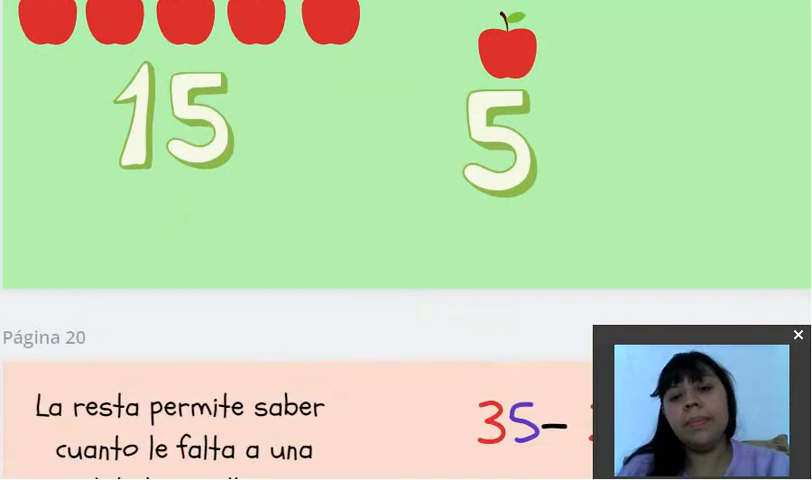 15
5
Página 20
La resta permite saber
cuanto le falta a una
35-